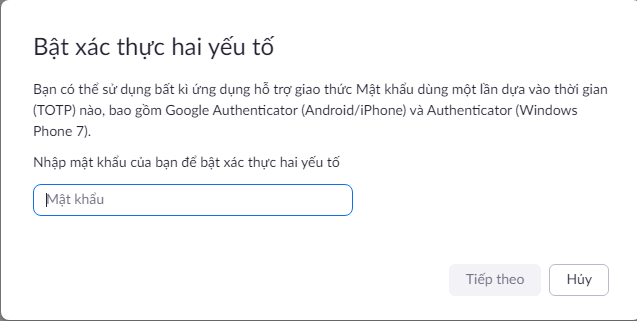 Bật xác thực hai yếu tố
Bạn có thể sử dụng bất kì ứng dụng hỗ trợ giao thức Mật khẩu dùng một lần dựa vào thời gian
(TOTP) nào, bao gồm Google Authenticator (Android/iPhone) và Authenticator (Windows
Phone 7).
Nhập mật khẩu của bạn để bật xác thực hai yếu tố
Mật khẩu
Tiếp theo
Hủy